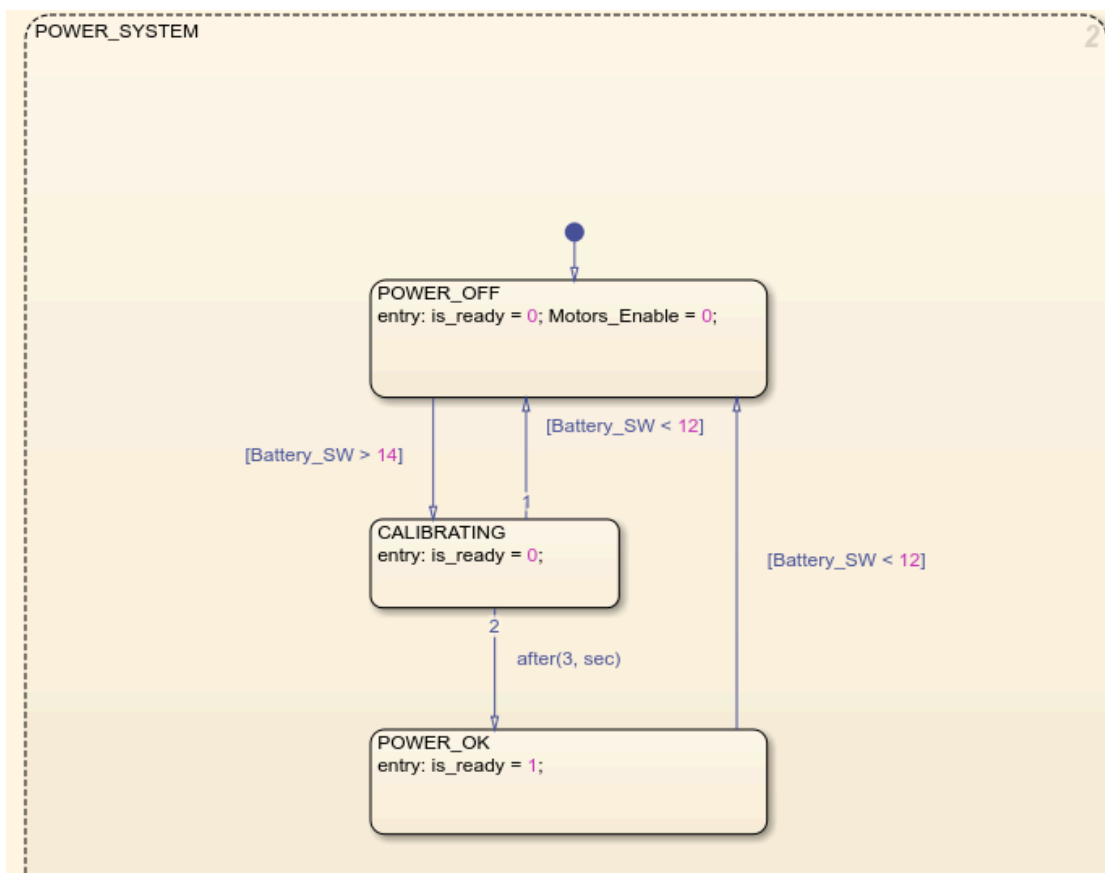 POWER_SYSTEM
2
POWER_OFF
entry: is_ready = 0; Motors_Enable = 0;
[Battery_SW < 12]
[Battery_SW > 14]
1
CALIBRATING
entry: is_ready = 0;
[Battery_SW < 12]
2
after(3, sec)
POWER_OK
entry: is_ready = 1;